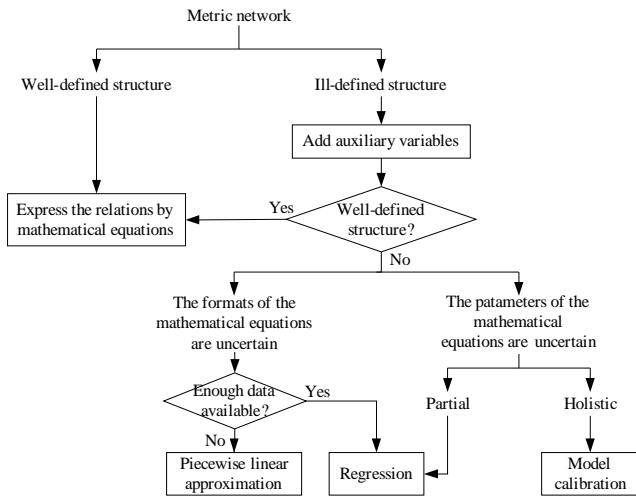 Metric network
Well-defined structure
Ill-defined structure
Add auxiliary variables
Express the relations by
mathematical equations
Yes
Well-defined
structure?
No
The formats of the
mathematical equations
are uncertain
The patameters of the
mathematical
equations are uncertain
Enough data
available?
Yes
Partial
Holistic
No
Piecewise linear
approximation
Regression
Model
calibration